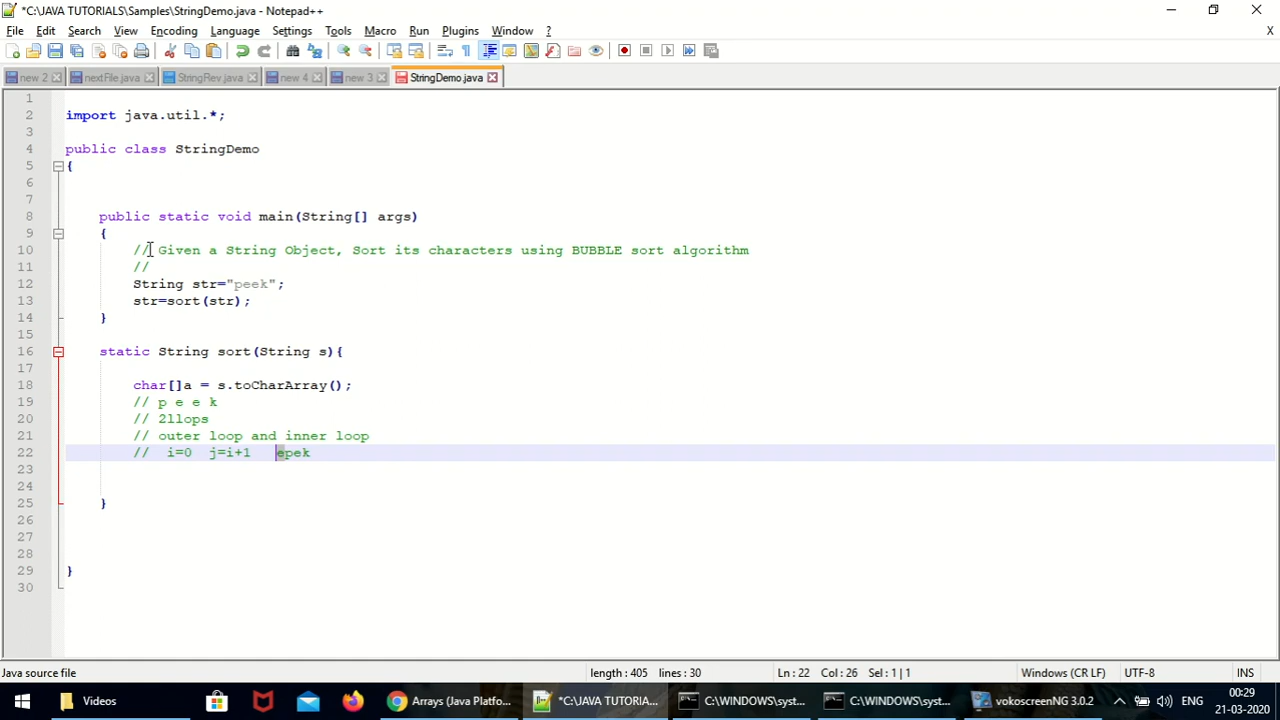 *C:\JAVA TUTORIALS\Samples\StringDemo.java - Notepad++
File Edit Search View Encoding Language Settings Tools Macro Run Plugins Window ? X
new 2 nextFile.java StringRev.java new 4 new 3 StringDemo.java
1
2 import java.util.*;
3
4 public class StringDemo
5 {
6
7
8 public static void main(String[] args)
9 {
10 // Given a String Object, Sort its characters using BUBBLE sort algorithm
11 //
12 String str="peek";
13 str=sort(str);
14 }
15
16 static String sort(String s){
17
18 char[]a = s.toCharArray();
19 // p e e k
20 // 2llops
21 // outer loop and inner loop
22 // i=0 j=i+1 epek
23
24
25 }
26
27
28
29 }
30
Java source file length : 405 lines : 30 Ln : 22 Col : 26 Sel : 1 | 1 Windows (CR LF) UTF-8 INS
Videos Arrays (Java Platfo... *C:\JAVA TUTORIA... C:\WINDOWS\syst... C:\WINDOWS\syst... vokoscreenNG 3.0.2 ENG 00:29
21-03-2020